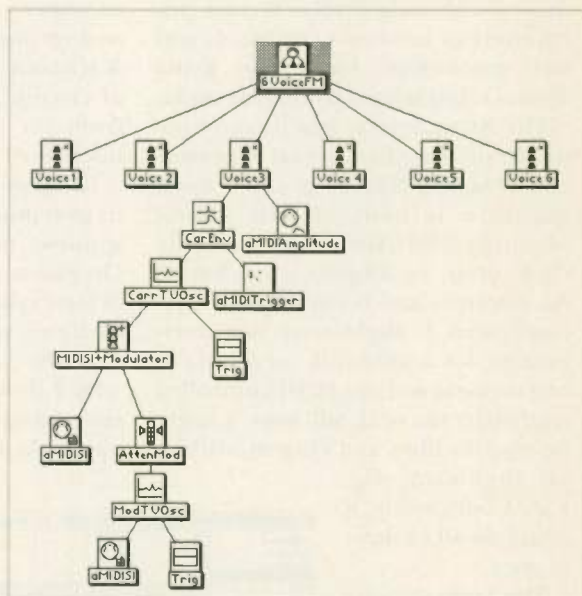 6VoiceFM
Voice1
Voice 2
Voice3
Voice 4
Voice5
Voice 6
CarEnv
aMIDIAmplitude
CarrTVOsc
aMIDITrigger
MIDISI+Modulator
Trig
aMIDISI
AttenMod
ModTVOsc
aMIDISI
Trig